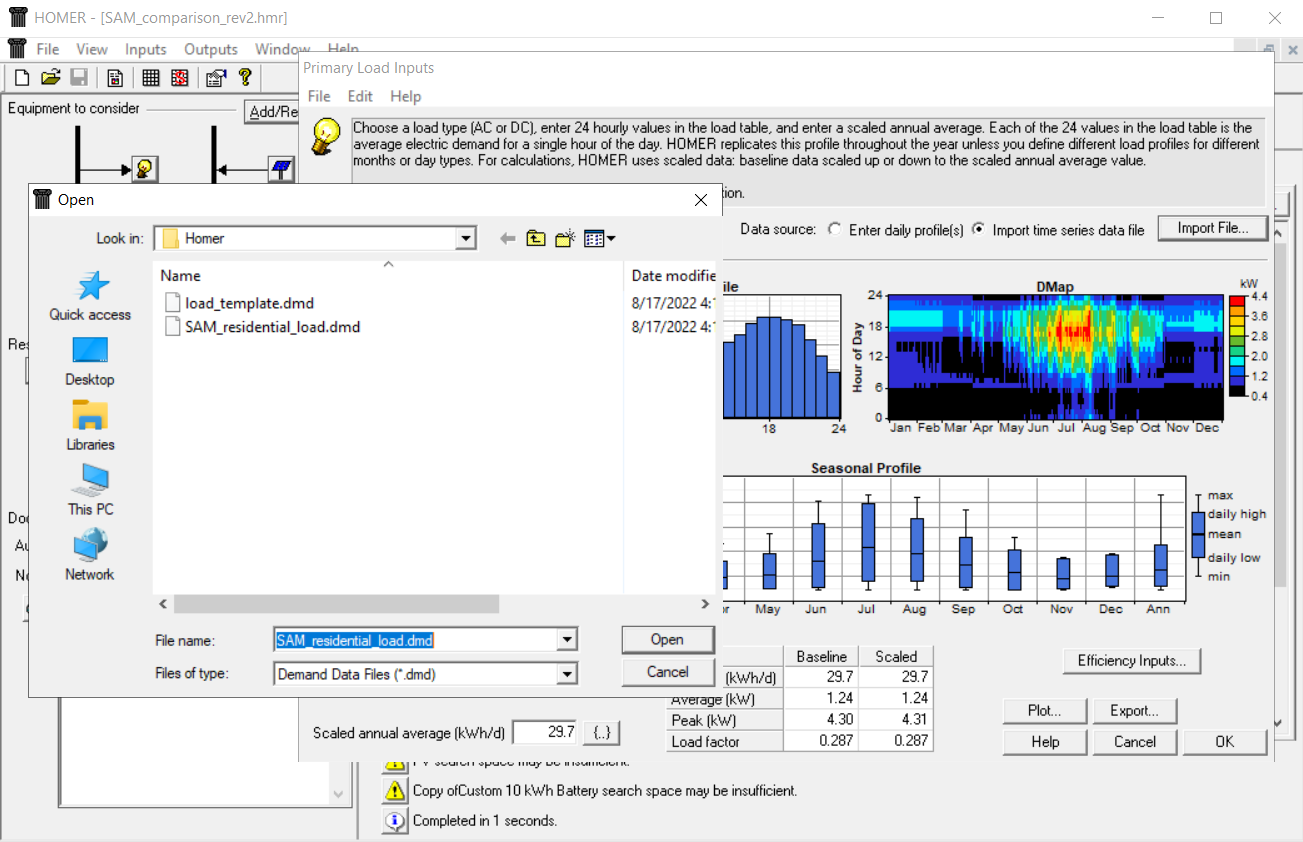 HOMER - [SAM_comparison_rev2.hmr]
File View Inputs Outputs Window Help
Equipment to consider
Add/Re
Primary Load Inputs
File Edit Help
Choose a load type (AC or DC), enter 24 hourly values in the load table, and enter a scaled annual average. Each of the 24 values in the load table is the
average electric demand for a single hour of the day. HOMER replicates this profile throughout the year unless you define different load profiles for different
months or day types. For calculations, HOMER uses scaled data: baseline data scaled up or down to the scaled annual average value.
tion.
Data source: Enter daily profile(s) Import time series data file Import File...
Open
Look in: Homer
Name Date modifie
load_template.dmd 8/17/2022 4:1
SAM_residential_load.dmd 8/17/2022 4:1
Quick access
Desktop
Libraries
This PC
Network
File name: SAM_residential_load.dmd Open
Files of type: Demand Data Files (*.dmd) Cancel
Res
Doc
Au
No
ile
18 24
DMap
kW
Hour of Day
24
18
12
6
0
Jan Feb Mar Apr May Jun Jul Aug Sep Oct Nov Dec
4.4
3.6
2.8
2.0
1.2
0.4
Seasonal Profile
r May Jun Jul Aug Sep Oct Nov Dec Ann
max
daily high
mean
daily low
min
Baseline Scaled
(kWh/d) 29.7 29.7
Average (kW) 1.24 1.24
Peak (kW) 4.30 4.31
Load factor 0.287 0.287
Efficiency Inputs...
Plot... Export...
Help Cancel OK
Scaled annual average (kWh/d) 29.7 {..}
PV search space may be insufficient.
Copy ofCustom 10 kWh Battery search space may be insufficient.
Completed in 1 seconds.